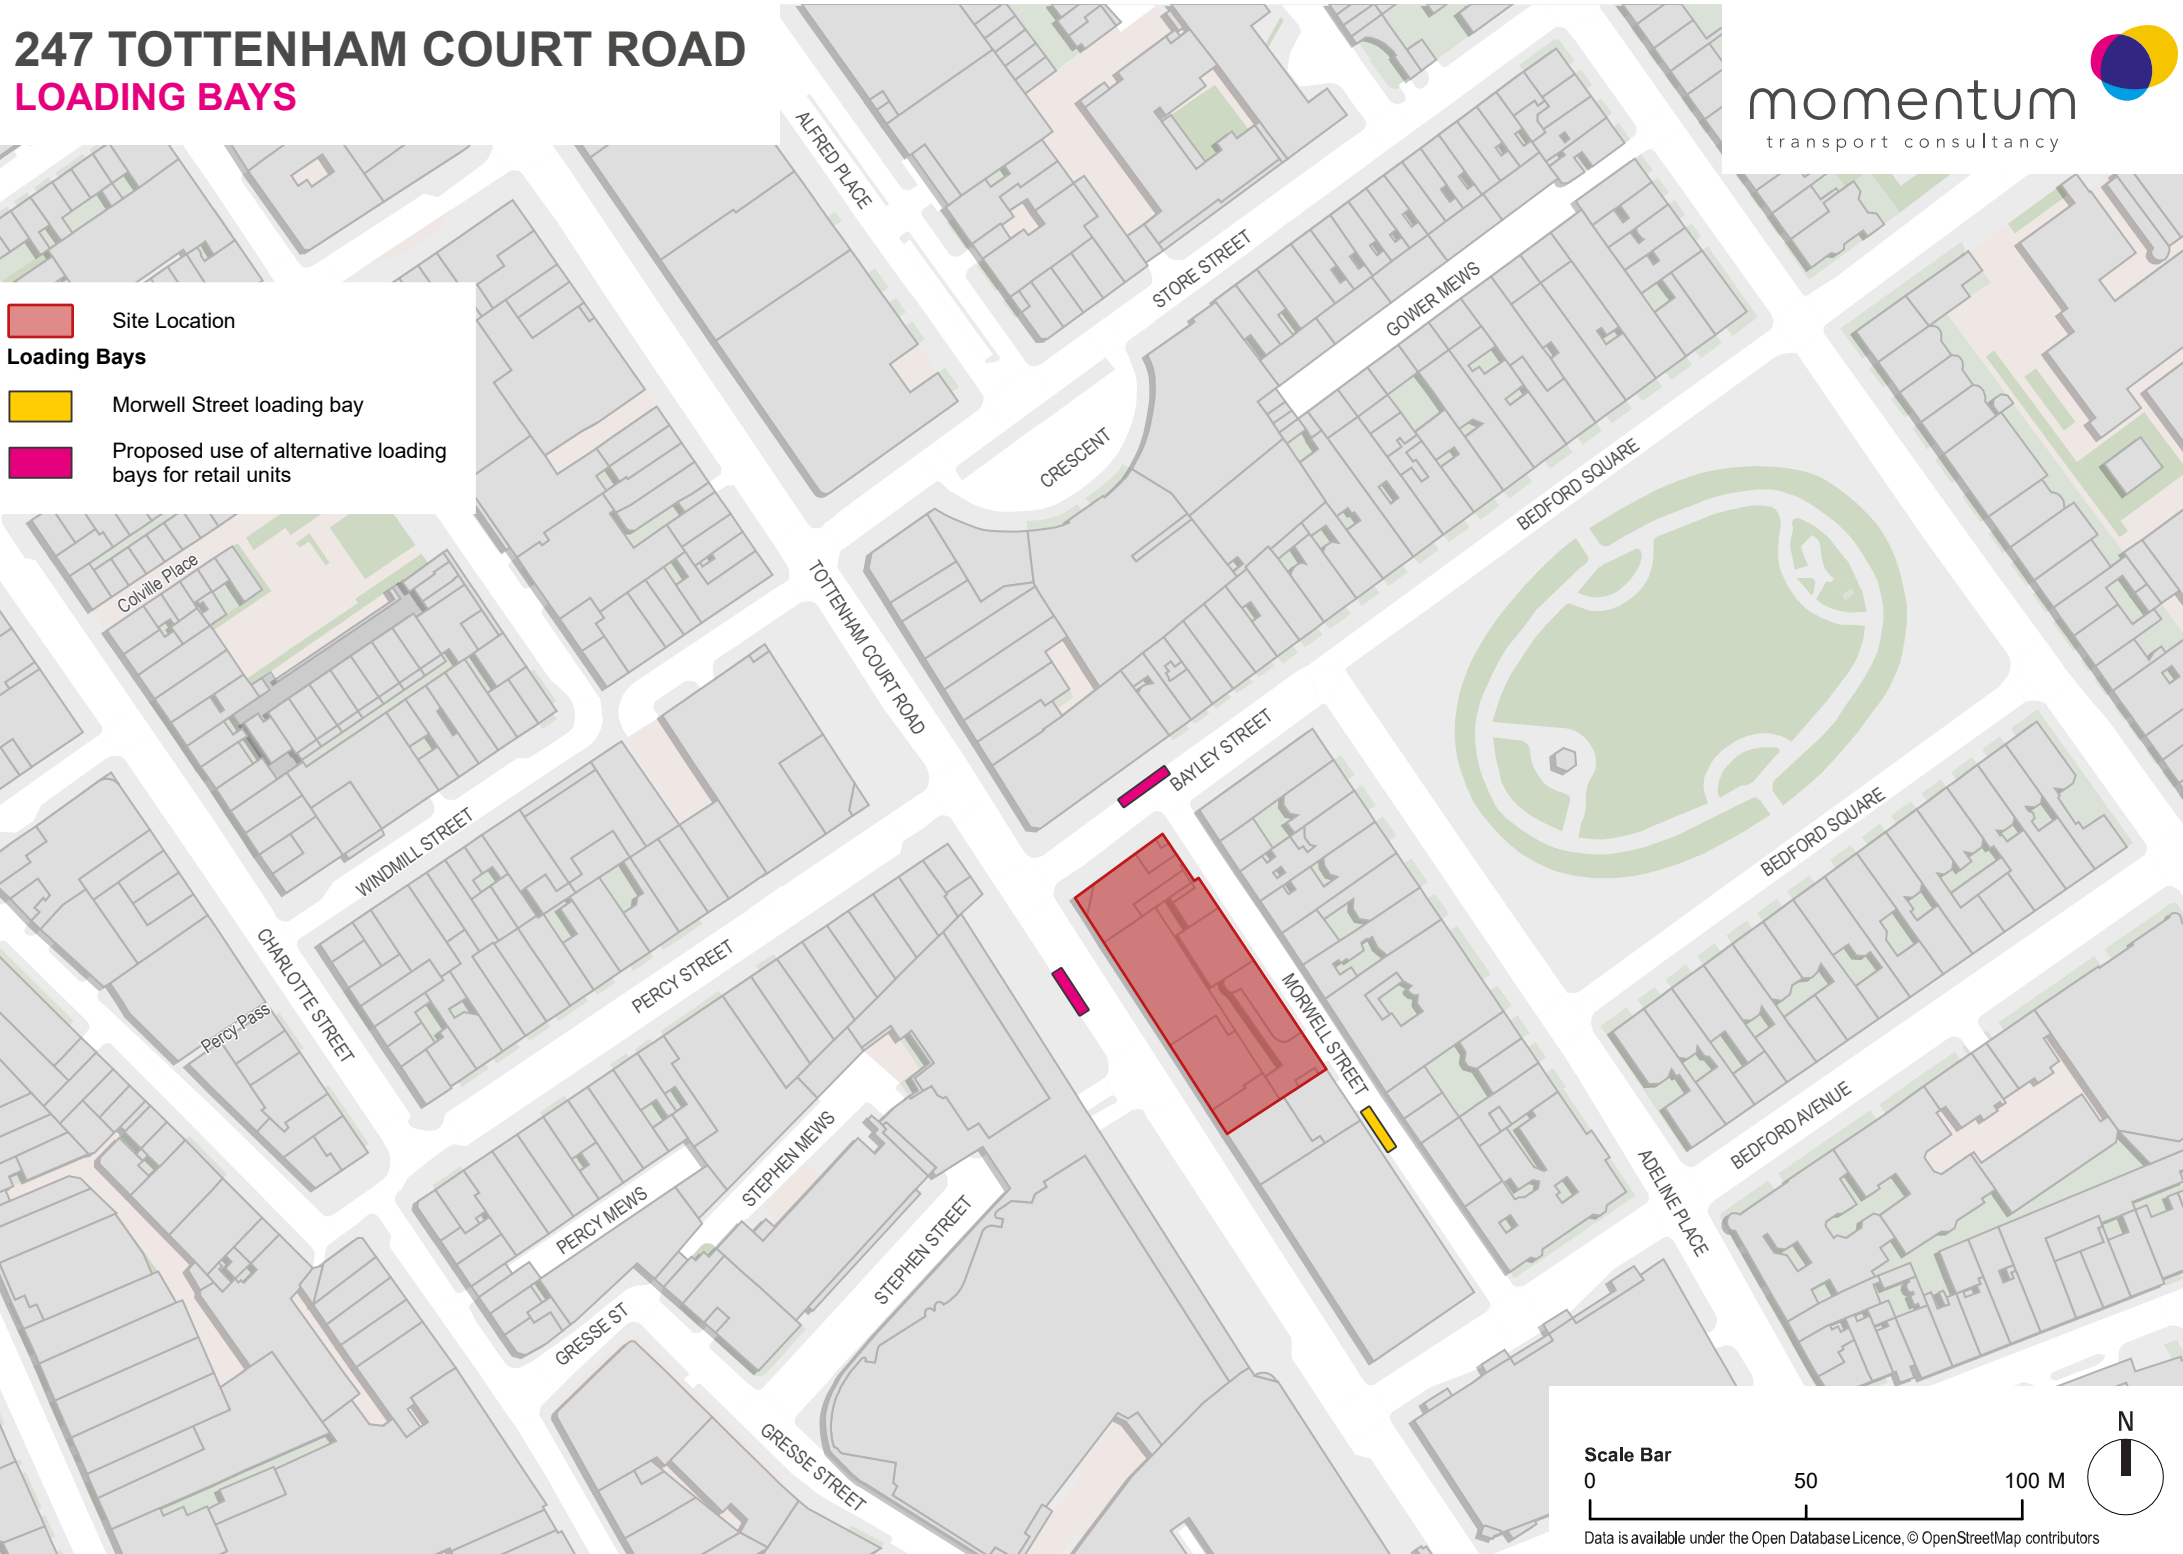 247 TOTTENHAM COURT ROAD
LOADING BAYS
momentum
transport consultancy
Site Location
Loading Bays
Morwell Street loading bay
Proposed use of alternative loading
bays for retail units
ALFRED PLACE
STORE STREET
GOWER MEWS
CRESCENT
BEDFORD SQUARE
Colville Place
TOTTENHAM COURT ROAD
BAYLEY STREET
WINDMILL STREET
BEDFORD SQUARE
CHARLOTTE STREET
PERCY STREET
Percy Pass
MORWELL STREET
BEDFORD AVENUE
ADELINE PLACE
STEPHEN MEWS
PERCY MEWS
STEPHEN STREET
GRESSE ST
GRESSE STREET
Scale Bar
0 50 100 M
N
Data is available under the Open Database Licence, © OpenStreetMap contributors